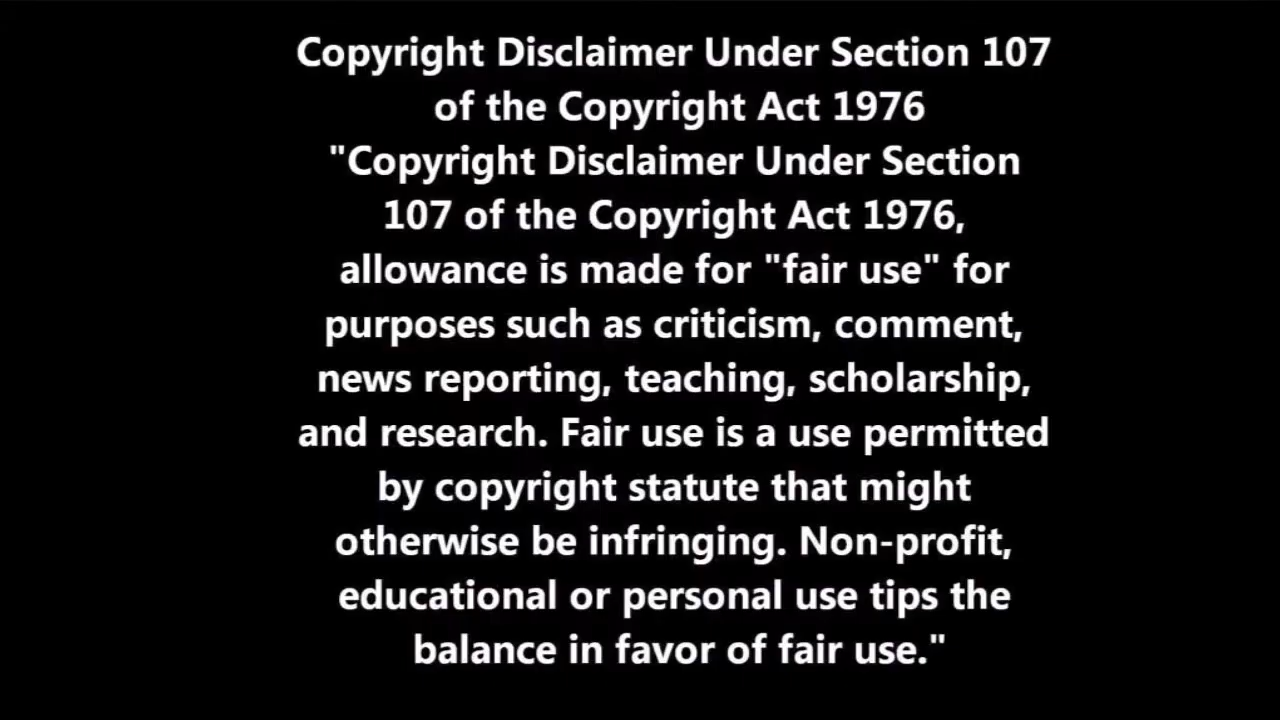 Copyright Disclaimer Under Section 107
of the Copyright Act 1976
"Copyright Disclaimer Under Section
107 of the Copyright Act 1976,
allowance is made for "fair use" for
purposes such as criticism, comment,
news reporting, teaching, scholarship,
and research. Fair use is a use permitted
by copyright statute that might
otherwise be infringing. Non-profit,
educational or personal use tips the
balance in favor of fair use."